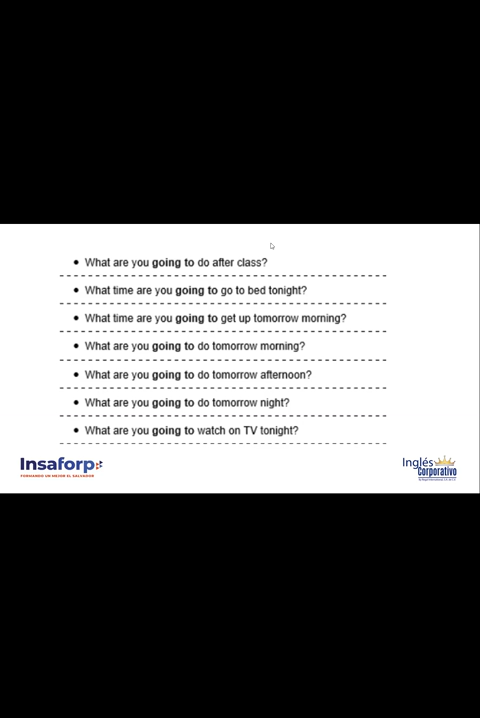 • What are you going to do after class?
• What time are you going to go to bed tonight?
• What time are you going to get up tomorrow morning?
• What are you going to do tomorrow morning?
• What are you going to do tomorrow afternoon?
• What are you going to do tomorrow night?
• What are you going to watch on TV tonight?
Insaforp
FORMANDO UN MEJOR EL SALVADOR
Inglés
Corporativo